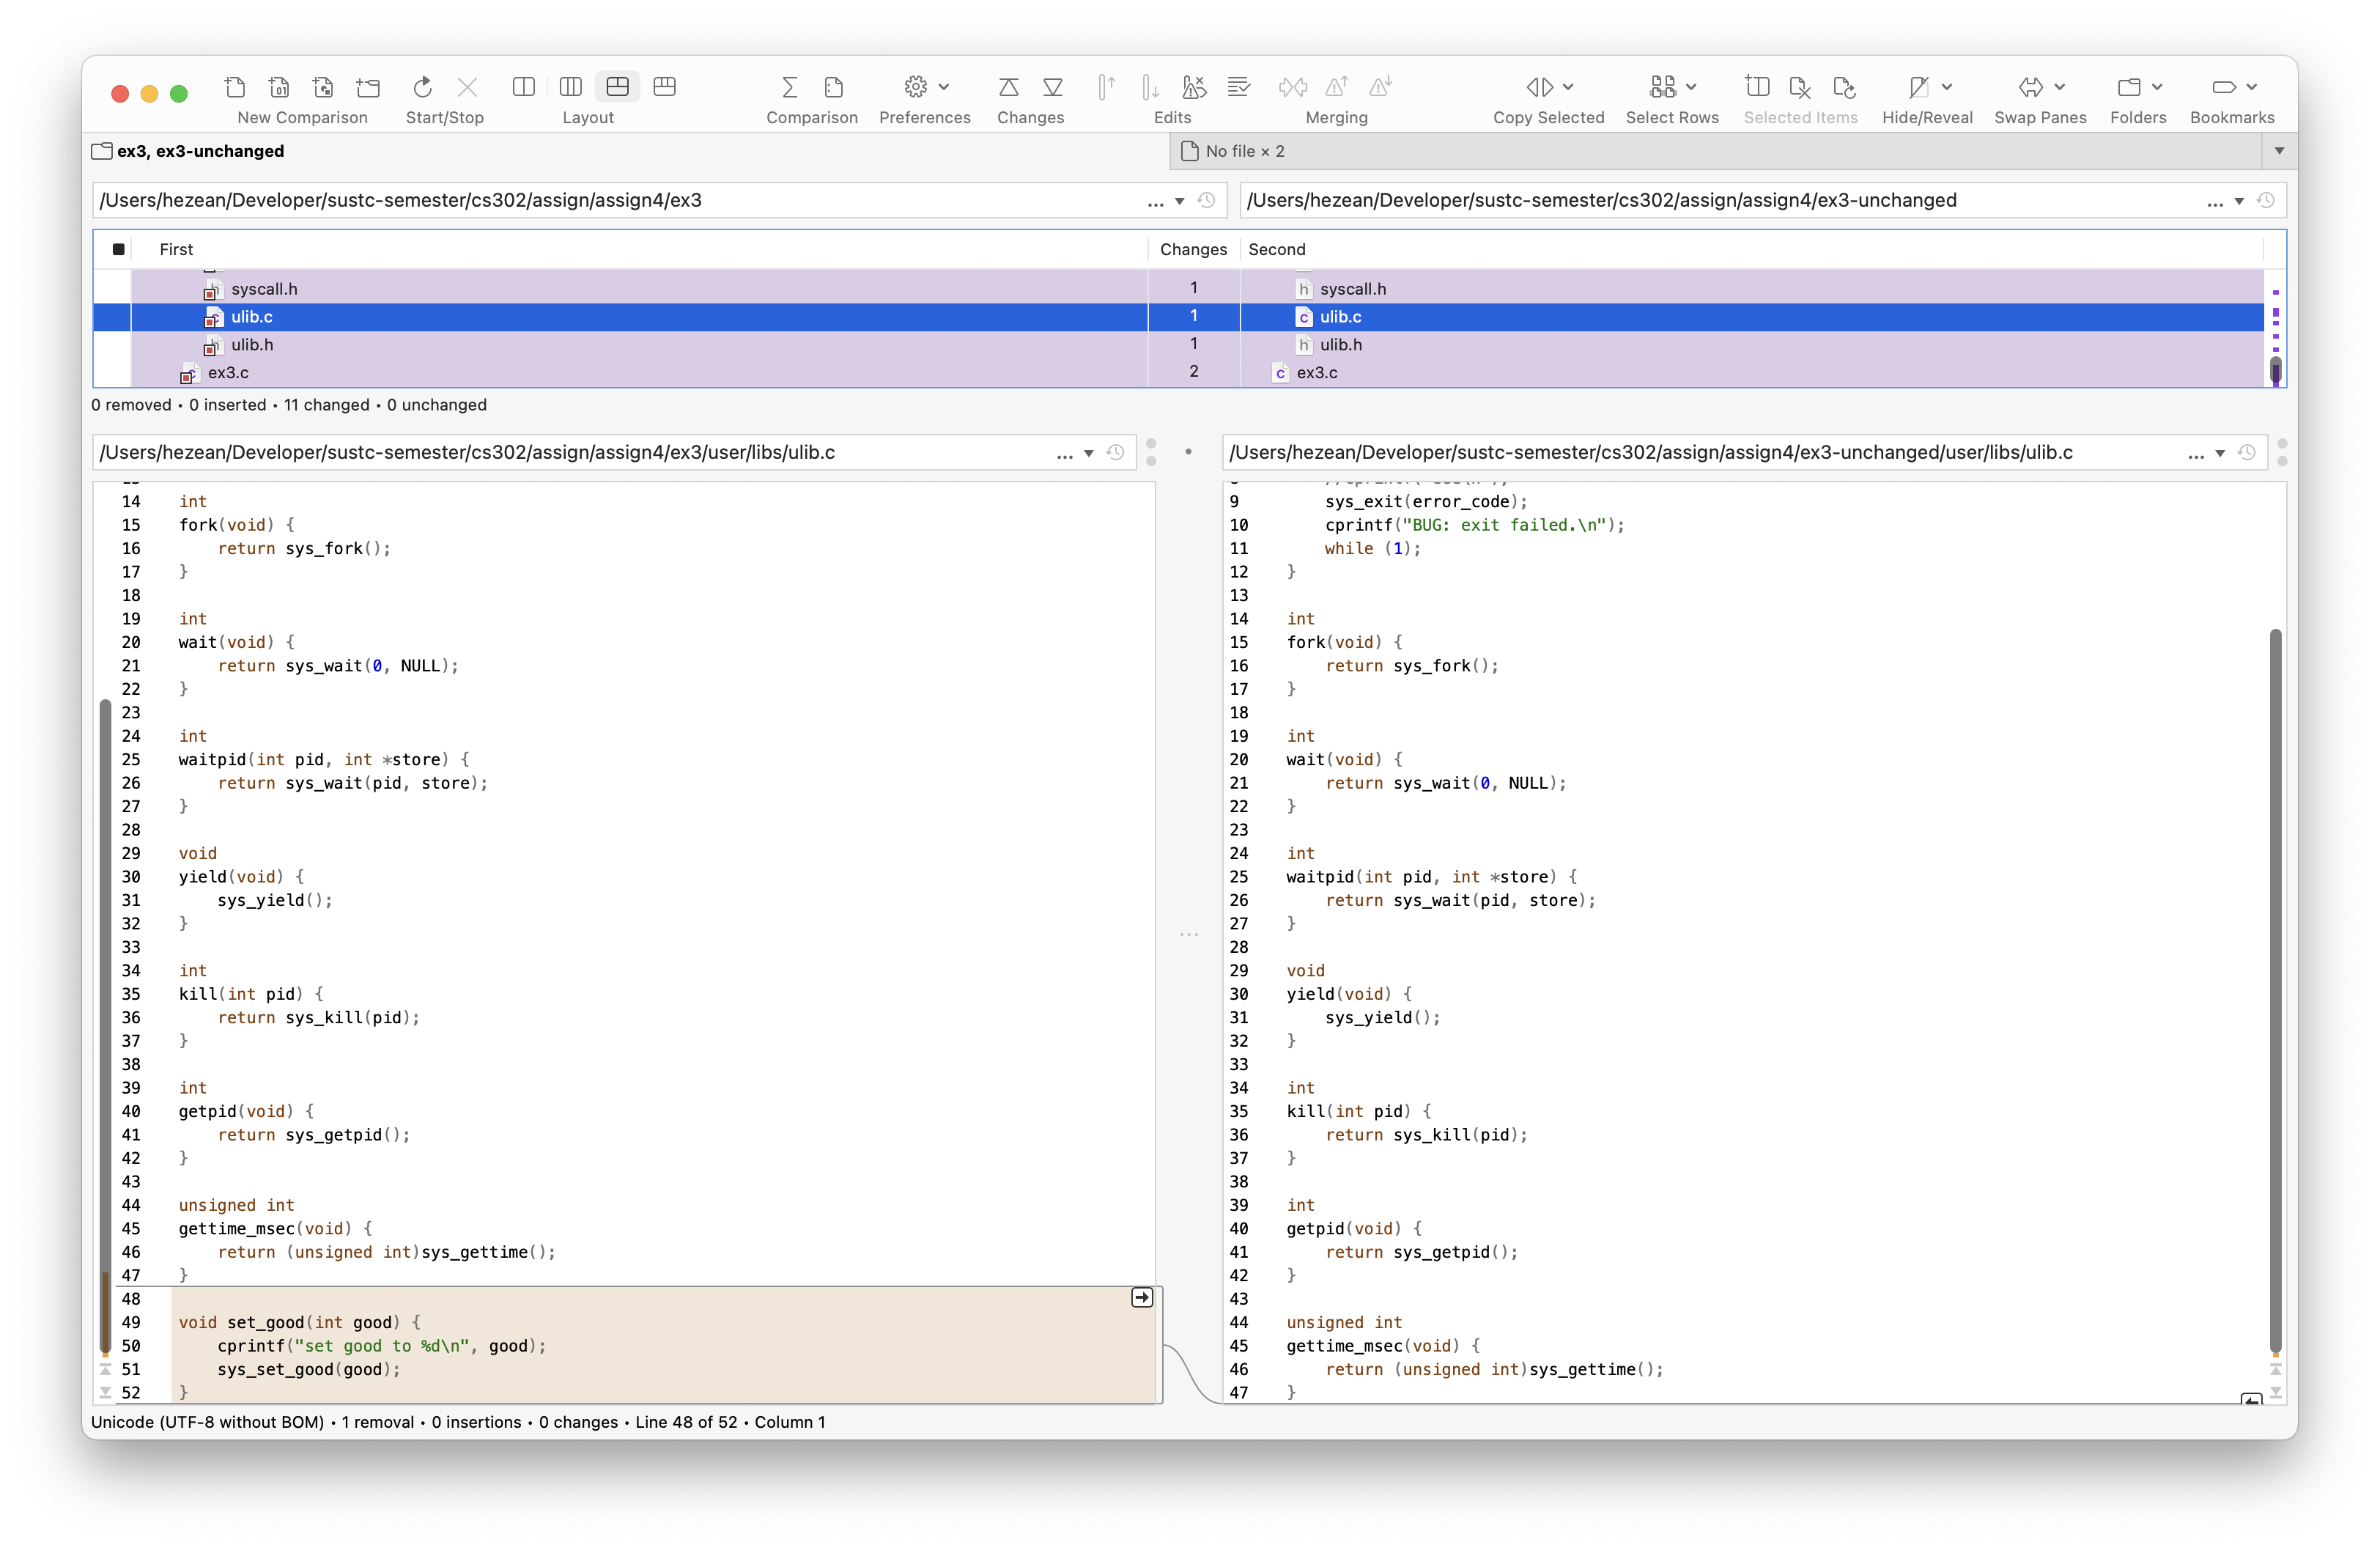 New Comparison Start/Stop Layout Comparison Preferences Changes Edits Merging Copy Selected Select Rows Selected Items Hide/Reveal Swap Panes Folders Bookmarks
ex3, ex3-unchanged
No file × 2
/Users/hezean/Developer/sustc-semester/cs302/assign/assign4/ex3 ...
/Users/hezean/Developer/sustc-semester/cs302/assign/assign4/ex3-unchanged ...
First Changes Second
syscall.h 1 syscall.h
ulib.c 1 ulib.c
ulib.h 1 ulib.h
ex3.c 2 ex3.c
0 removed • 0 inserted • 11 changed • 0 unchanged
/Users/hezean/Developer/sustc-semester/cs302/assign/assign4/ex3/user/libs/ulib.c ...
14 int
15 fork(void) {
16     return sys_fork();
17 }
18
19 int
20 wait(void) {
21     return sys_wait(0, NULL);
22 }
23
24 int
25 waitpid(int pid, int *store) {
26     return sys_wait(pid, store);
27 }
28
29 void
30 yield(void) {
31     sys_yield();
32 }
33
34 int
35 kill(int pid) {
36     return sys_kill(pid);
37 }
38
39 int
40 getpid(void) {
41     return sys_getpid();
42 }
43
44 unsigned int
45 gettime_msec(void) {
46     return (unsigned int)sys_gettime();
47 }
48
49 void set_good(int good) {
50     cprintf("set good to %d\n", good);
51     sys_set_good(good);
52 }
/Users/hezean/Developer/sustc-semester/cs302/assign/assign4/ex3-unchanged/user/libs/ulib.c ...
9     sys_exit(error_code);
10     cprintf("BUG: exit failed.\n");
11     while (1);
12 }
13
14 int
15 fork(void) {
16     return sys_fork();
17 }
18
19 int
20 wait(void) {
21     return sys_wait(0, NULL);
22 }
23
24 int
25 waitpid(int pid, int *store) {
26     return sys_wait(pid, store);
27 }
28
29 void
30 yield(void) {
31     sys_yield();
32 }
33
34 int
35 kill(int pid) {
36     return sys_kill(pid);
37 }
38
39 int
40 getpid(void) {
41     return sys_getpid();
42 }
43
44 unsigned int
45 gettime_msec(void) {
46     return (unsigned int)sys_gettime();
47 }
Unicode (UTF-8 without BOM) • 1 removal • 0 insertions • 0 changes • Line 48 of 52 • Column 1